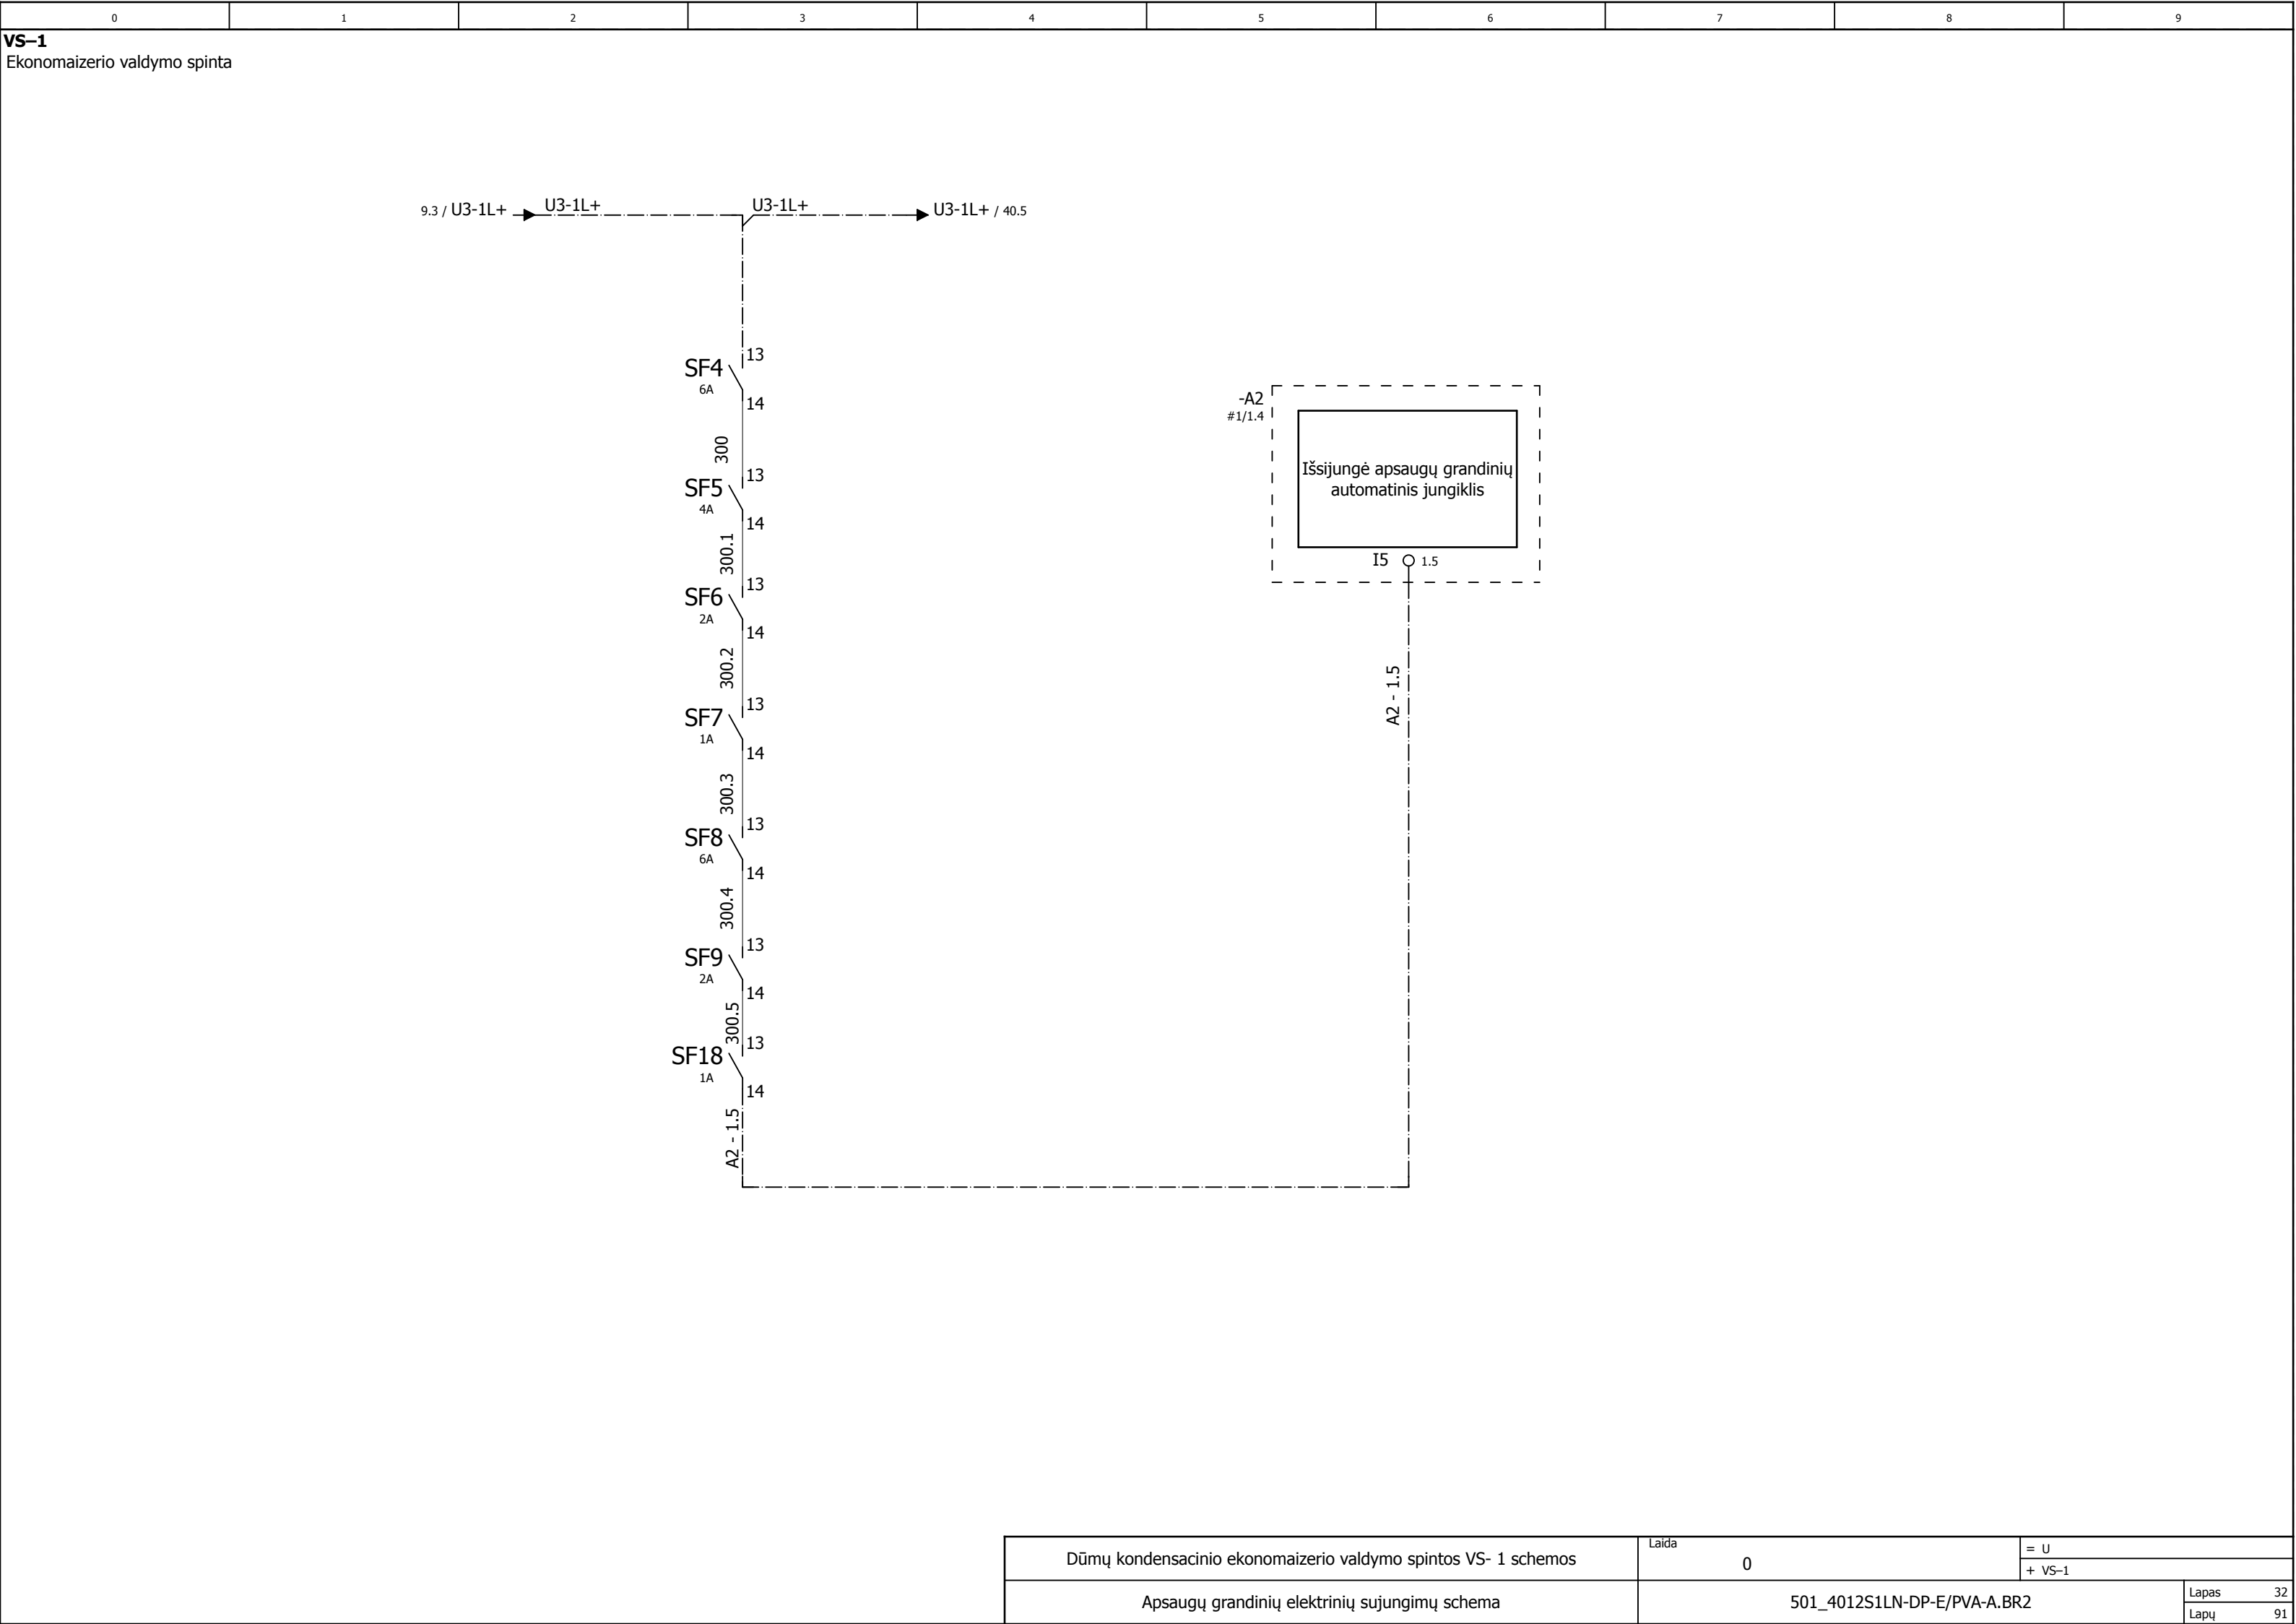 0 1 2 3 4 5 6 7 8 9
VS–1
Ekonomaizerio valdymo spinta
9.3 / U3-1L+ U3-1L+ U3-1L+ U3-1L+ / 40.5
13
SF4
6A
14
300
13
SF5
4A
14
300.1
13
SF6
2A
14
300.2
13
SF7
1A
14
300.3
13
SF8
6A
14
300.4
13
SF9
2A
14
300.5
13
SF18
1A
14
A2 - 1.5
-A2
#1/1.4
Išsijungė apsaugų grandinių
automatinis jungiklis
I5 1.5
A2 - 1.5
Dūmų kondensacinio ekonomaizerio valdymo spintos VS- 1 schemos
Laida
0
= U
+ VS–1
Apsaugų grandinių elektrinių sujungimų schema
501_4012S1LN-DP-E/PVA-A.BR2
Lapas 32
Lapų 91